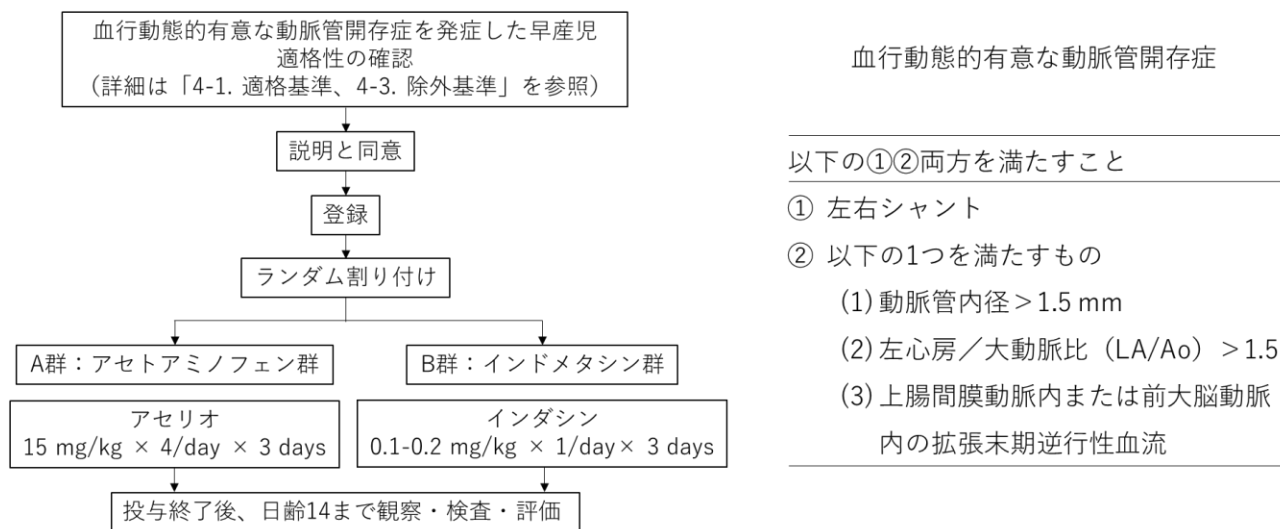 血行動態的有意な動脈管開存症を発症した早産児
適格性の確認
（詳細は「4-1. 適格基準、4-3. 除外基準」を参照）
説明と同意
登録
ランダム割り付け
A群：アセトアミノフェン群
B群：インドメタシン群
アセリオ
15 mg/kg × 4/day × 3 days
インダシン
0.1-0.2 mg/kg × 1/day× 3 days
投与終了後、日齢14まで観察・検査・評価
血行動態的有意な動脈管開存症
以下の①②両方を満たすこと
① 左右シャント
② 以下の1つを満たすもの
(1) 動脈管内径＞1.5 mm
(2) 左心房／大動脈比（LA/Ao）＞1.5
(3) 上腸間膜動脈内または前大脳動脈
内の拡張末期逆行性血流